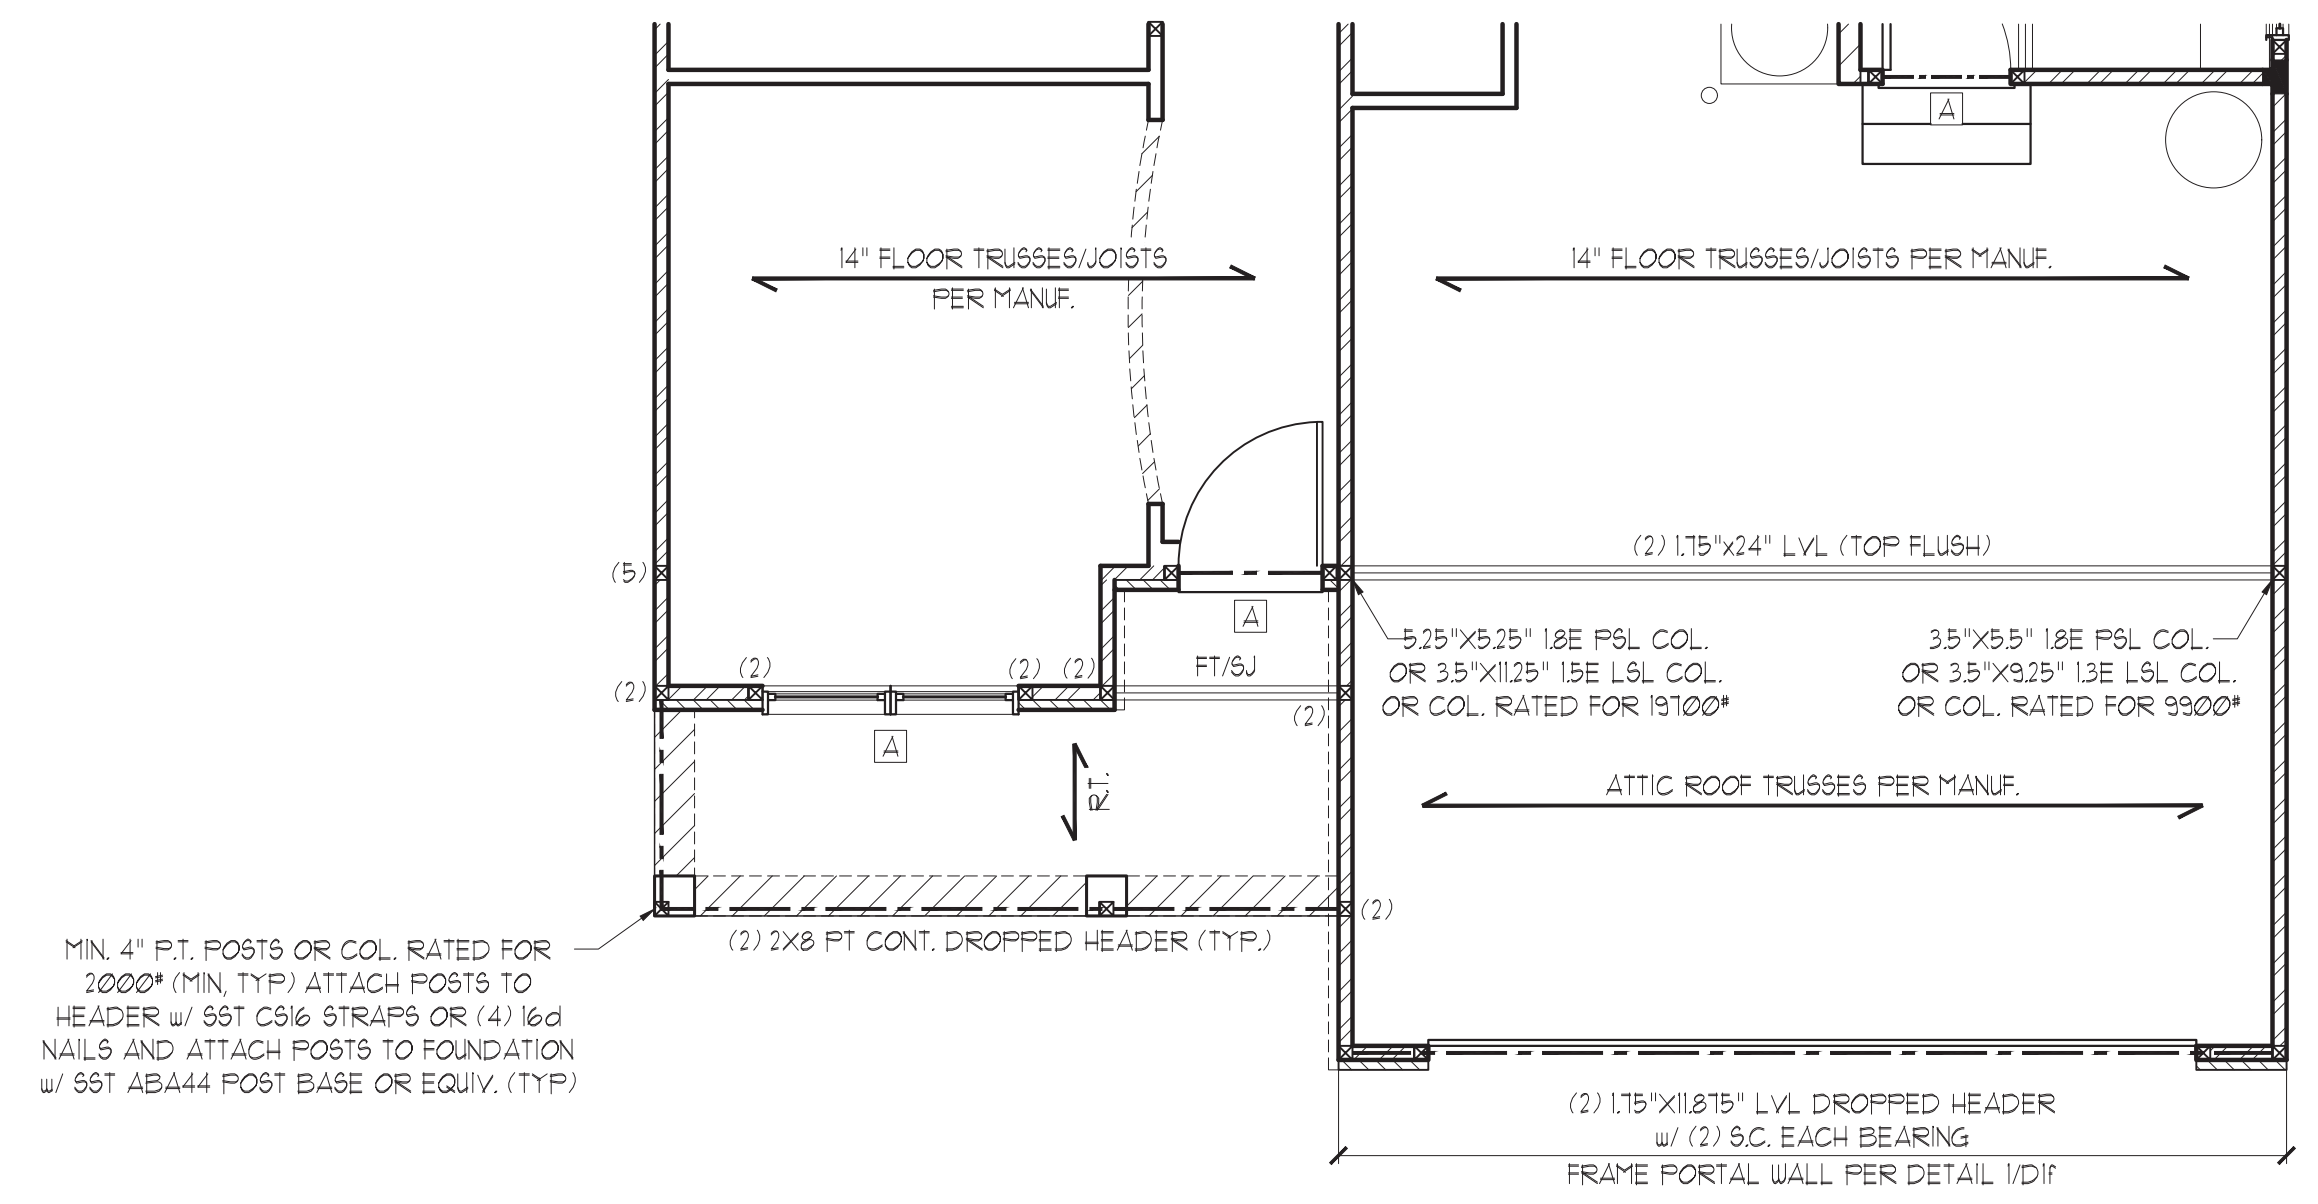 A
14" FLOOR TRUSSES/JOISTS
PER MANUF.
14" FLOOR TRUSSES/JOISTS PER MANUF.
(2) 1.75"x24" LVL (TOP FLUSH)
(5)
A
5.25"X5.25" 1.8E PSL COL.
OR 3.5"X11.25" 1.5E LSL COL.
OR COL. RATED FOR 19700#
3.5"X5.5" 1.8E PSL COL.
OR 3.5"X9.25" 1.3E LSL COL.
OR COL. RATED FOR 9900#
(2)
(2)
(2)
FT/SJ
(2)
(2)
A
R.T.
ATTIC ROOF TRUSSES PER MANUF.
(2)
(2) 2X8 PT CONT. DROPPED HEADER (TYP.)
MIN. 4" P.T. POSTS OR COL. RATED FOR
2000# (MIN, TYP) ATTACH POSTS TO
HEADER w/ SST CS16 STRAPS OR (4) 16d
NAILS AND ATTACH POSTS TO FOUNDATION
w/ SST ABA44 POST BASE OR EQUIV. (TYP)
(2) 1.75"X11.875" LVL DROPPED HEADER
w/ (2) S.C. EACH BEARING
FRAME PORTAL WALL PER DETAIL 1/D1f